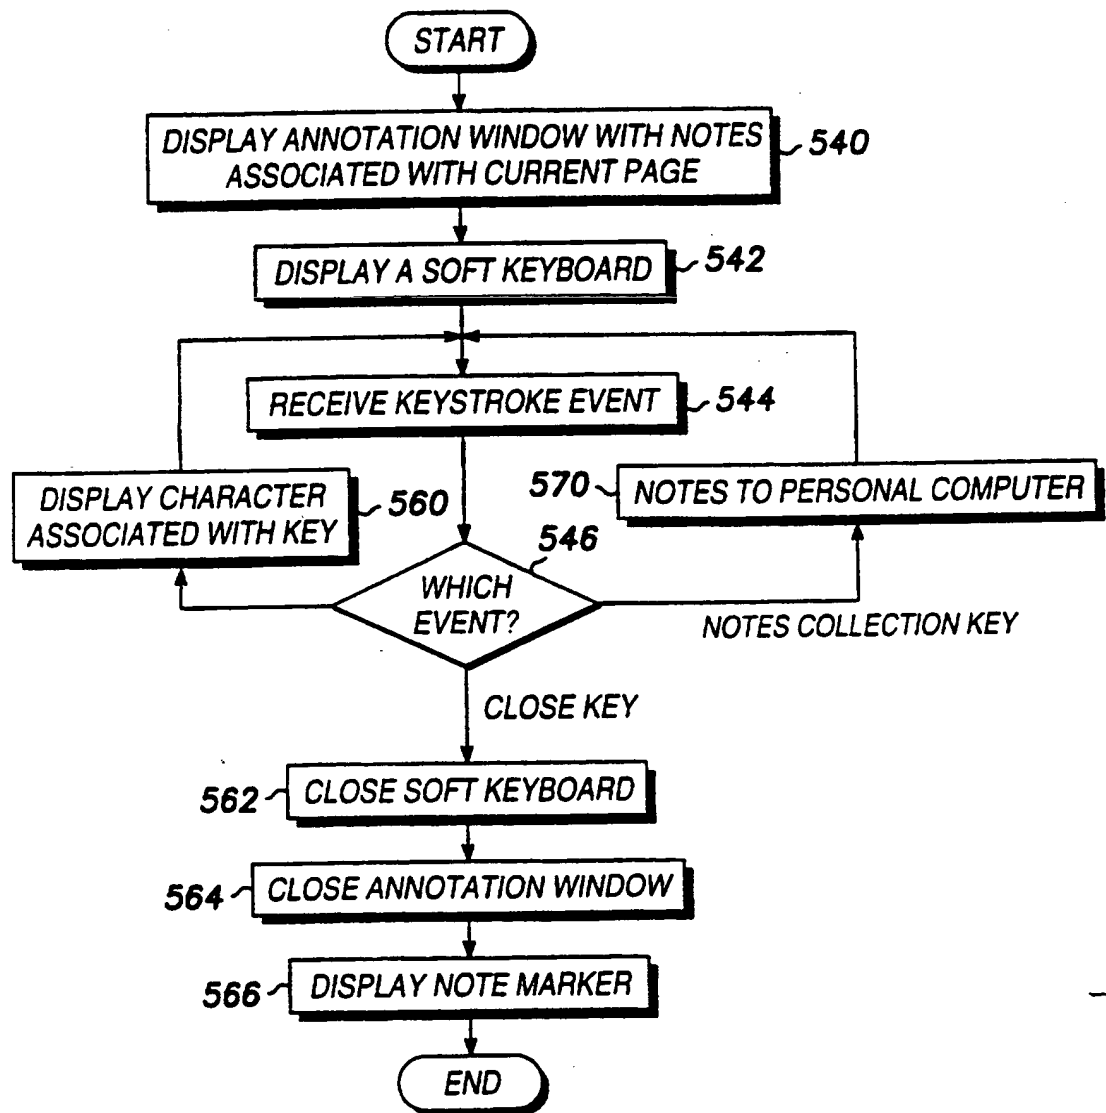 START
DISPLAY ANNOTATION WINDOW WITH NOTES
ASSOCIATED WITH CURRENT PAGE
540
DISPLAY A SOFT KEYBOARD
542
RECEIVE KEYSTROKE EVENT
544
DISPLAY CHARACTER
ASSOCIATED WITH KEY
560
570
NOTES TO PERSONAL COMPUTER
546
WHICH
EVENT?
NOTES COLLECTION KEY
CLOSE KEY
562
CLOSE SOFT KEYBOARD
564
CLOSE ANNOTATION WINDOW
566
DISPLAY NOTE MARKER
END